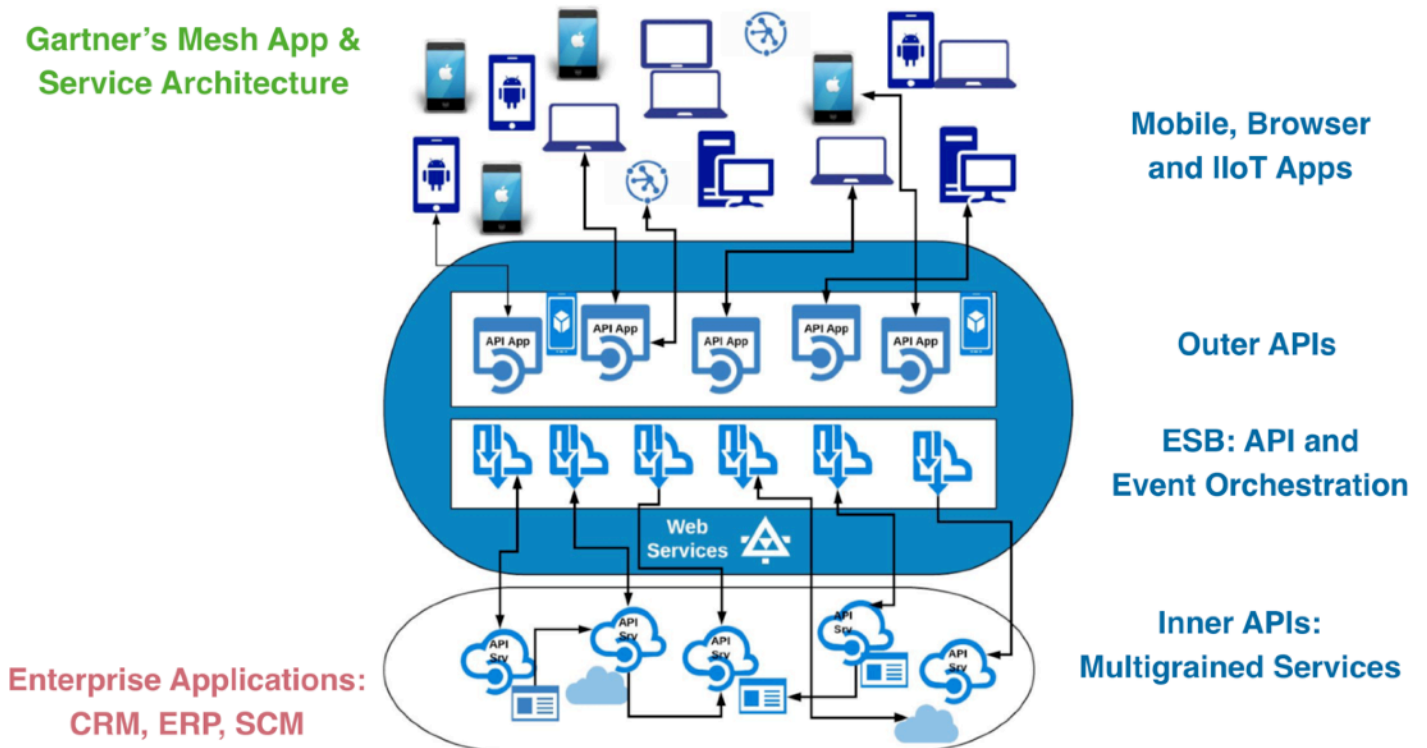 Gartner's Mesh App &
Service Architecture
Mobile, Browser
and IIoT Apps
API App
API App
API App
API App
API App
Outer APIs
ESB: API and
Event Orchestration
Web
Services
API
Srv
API
Srv
API
Srv
API
Srv
API
Srv
Inner APIs:
Multigrained Services
Enterprise Applications:
CRM, ERP, SCM